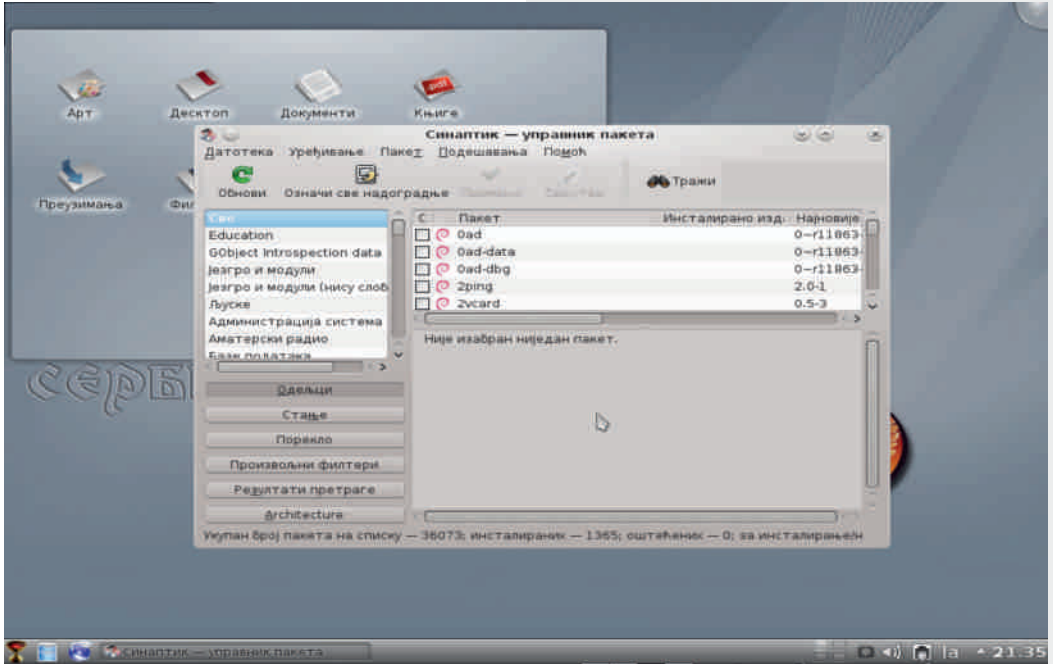 Арт
Десктоп
Документи
Књиге
Преузимања
Синаптик — управник пакета
Датотека Уређивање Пакет Подешавања Помоћ
Обнови Означи све надоградње Тражи
Све
Education
GObject Introspection data
Језгро и модули
Језгро и модули (нису слоб
Љуске
Администрација система
Аматерски радио
Базе података
С Пакет Инсталирано изд. Најновије
0ad 0~r11863-
0ad-data 0~r11863-
0ad-dbg 0~r11863-
2ping 2.0-1
2vcard 0.5-3
Није изабран ниједан пакет.
Одељци
Стање
Порекло
Произвољни филтери
Резултати претраге
Architecture
Укупан број пакета на списку — 36073; инсталираних — 1365; оштећених — 0; за инсталирање/н
СЕРБ
Синаптик — управник пакета
la
21.35